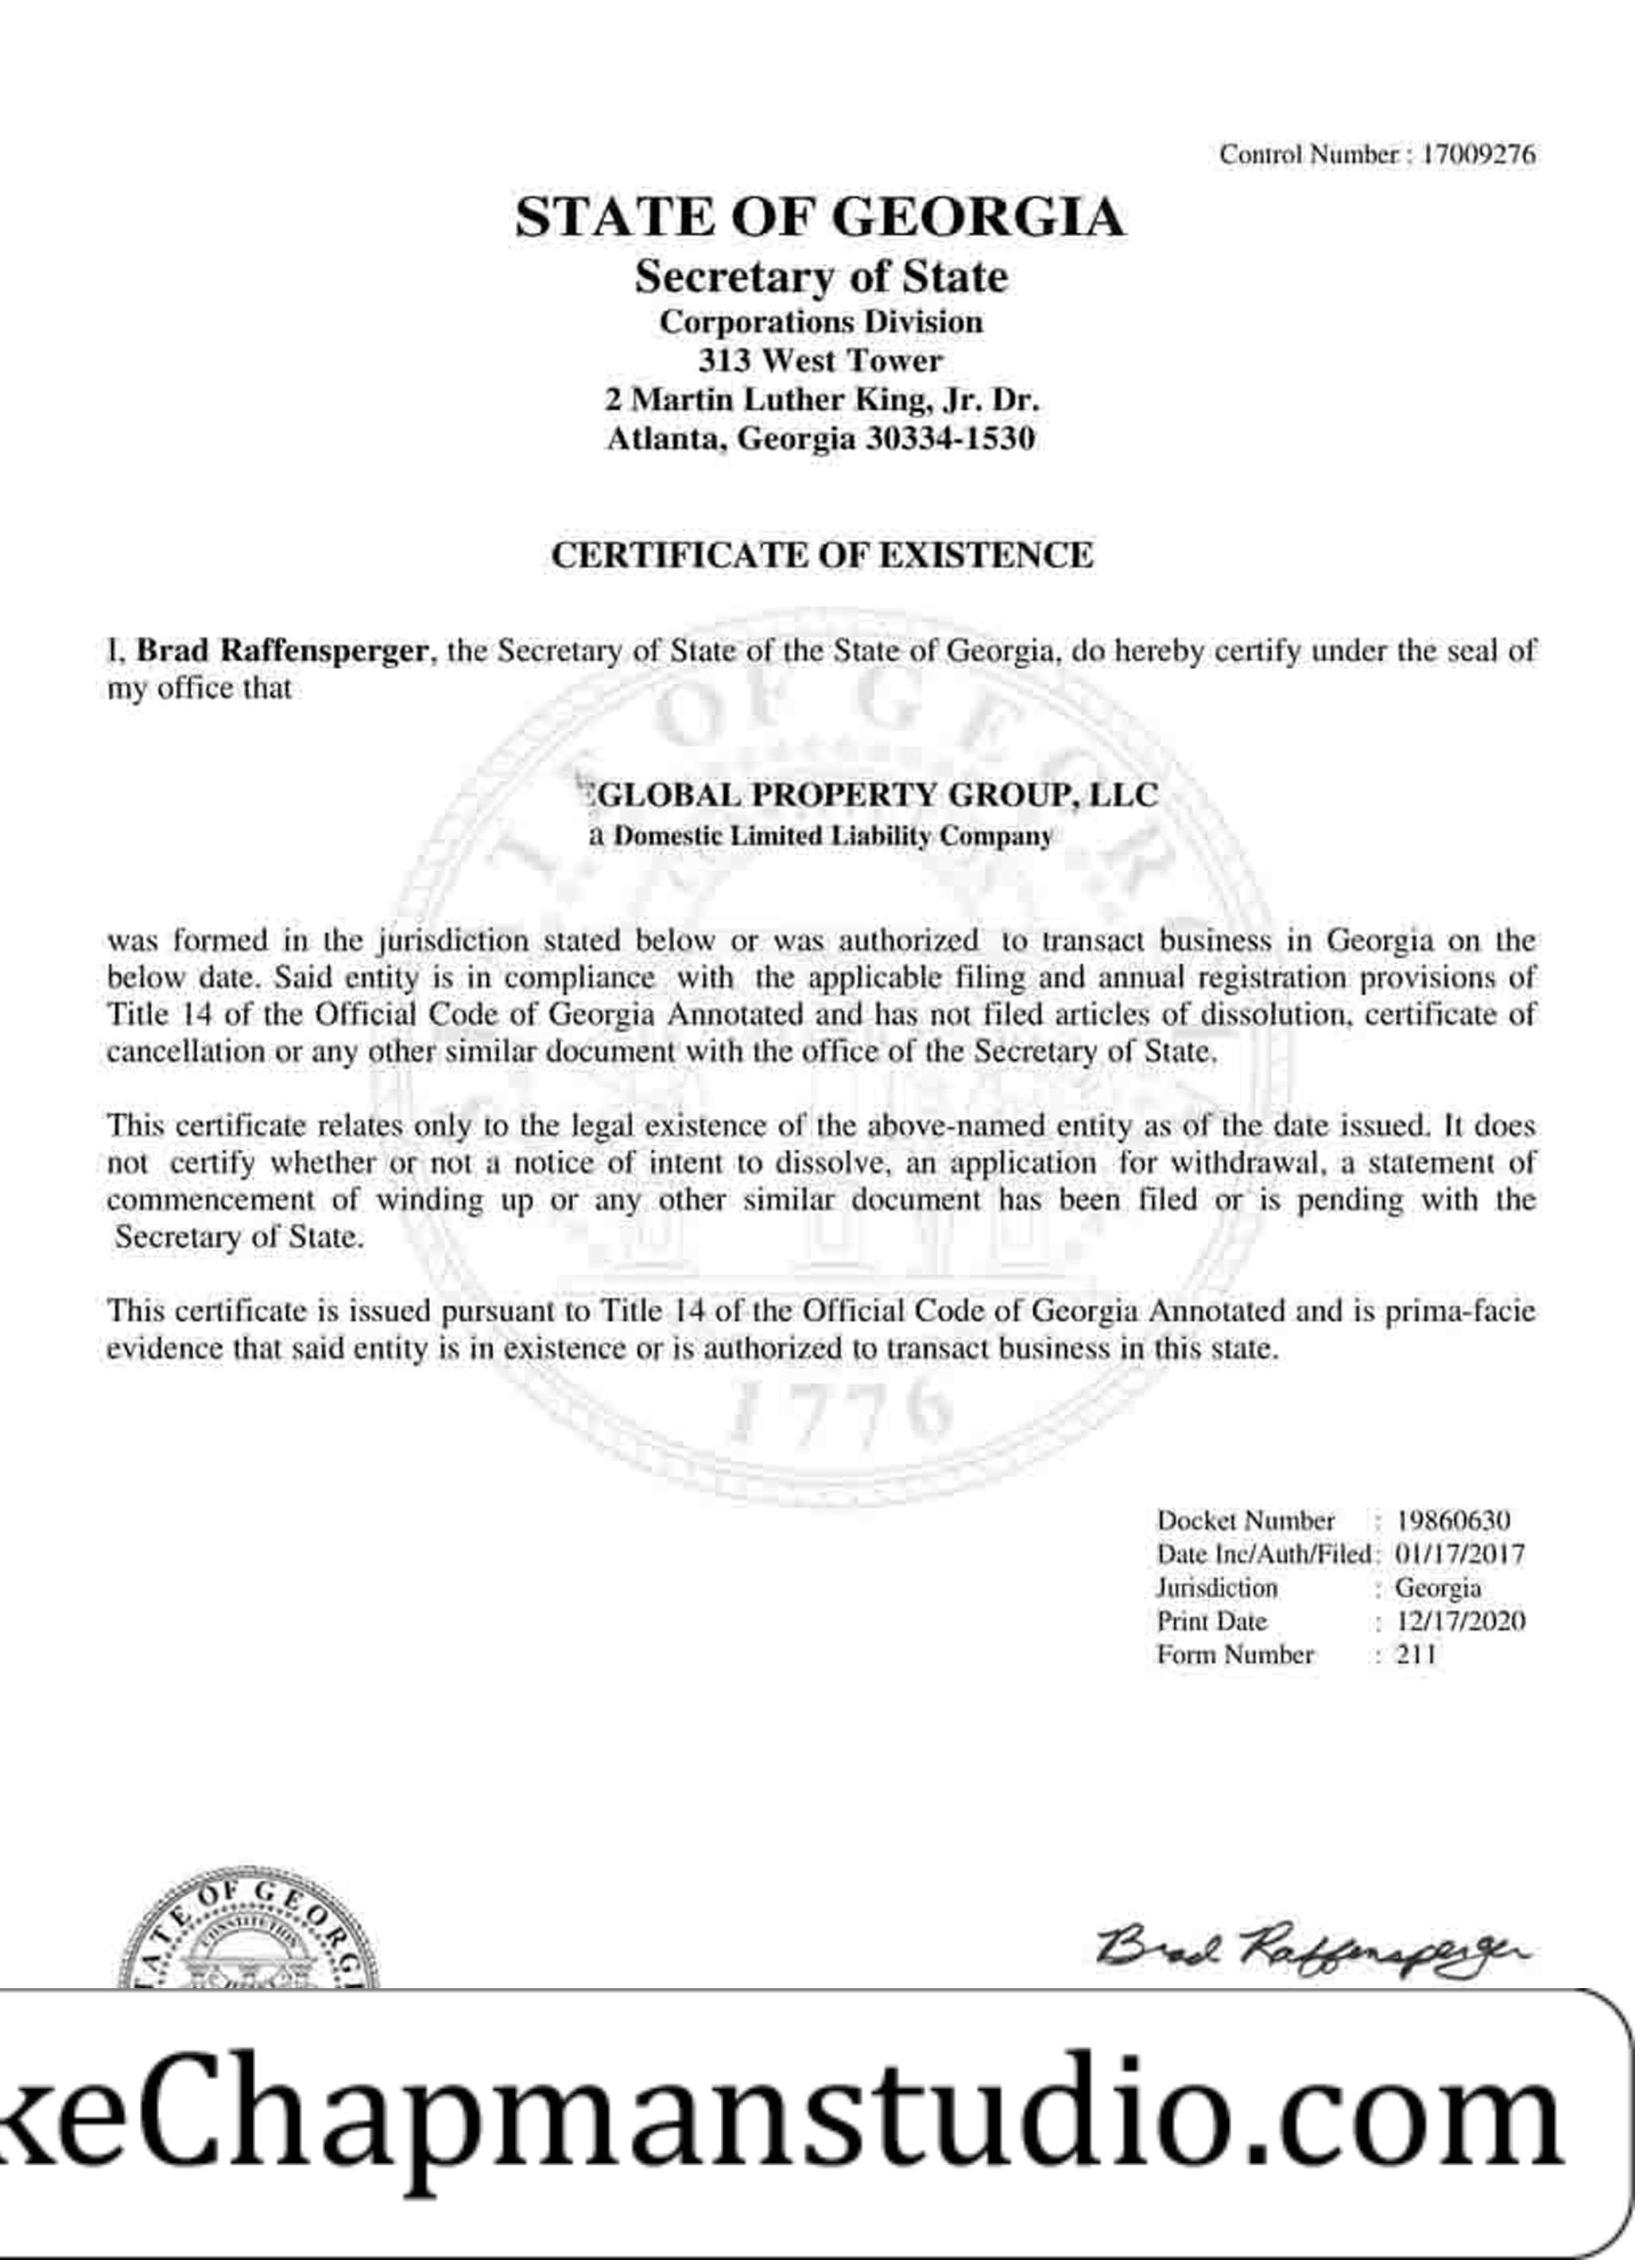 Control Number : 17009276
STATE OF GEORGIA
Secretary of State
Corporations Division
313 West Tower
2 Martin Luther King, Jr. Dr.
Atlanta, Georgia 30334-1530
CERTIFICATE OF EXISTENCE
I, Brad Raffensperger, the Secretary of State of the State of Georgia, do hereby certify under the seal of
my office that
GLOBAL PROPERTY GROUP, LLC
a Domestic Limited Liability Company
was formed in the jurisdiction stated below or was authorized to transact business in Georgia on the
below date. Said entity is in compliance with the applicable filing and annual registration provisions of
Title 14 of the Official Code of Georgia Annotated and has not filed articles of dissolution, certificate of
cancellation or any other similar document with the office of the Secretary of State.
This certificate relates only to the legal existence of the above-named entity as of the date issued. It does
not certify whether or not a notice of intent to dissolve, an application for withdrawal, a statement of
commencement of winding up or any other similar document has been filed or is pending with the
Secretary of State.
This certificate is issued pursuant to Title 14 of the Official Code of Georgia Annotated and is prima-facie
evidence that said entity is in existence or is authorized to transact business in this state.
1776
Docket Number : 19860630
Date Inc/Auth/Filed: 01/17/2017
Jurisdiction : Georgia
Print Date : 12/17/2020
Form Number : 211
OF GEORG
CONSTITUTION
Brad Raffensperger
keChapmanstudio.com